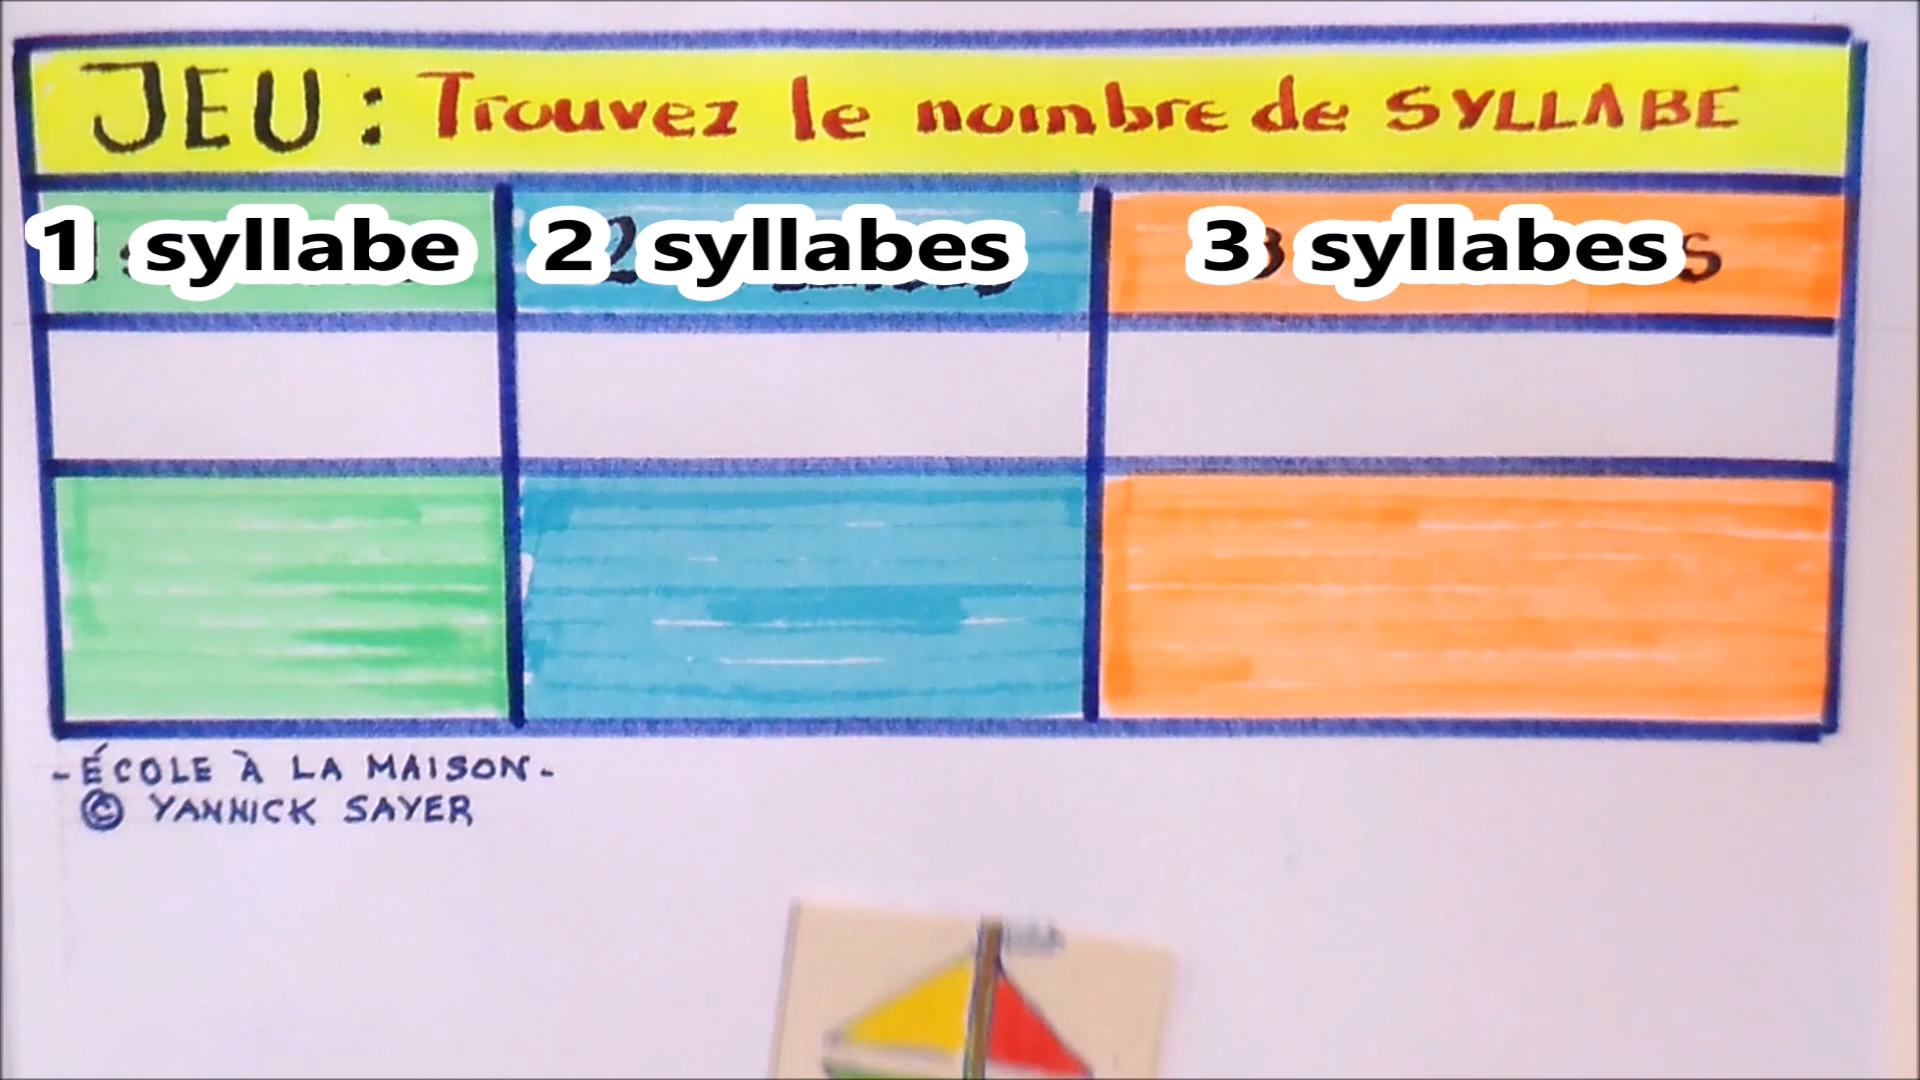 JEU : Trouvez le nombre de SYLLABE
1 syllabe 2 syllabes 3 syllabes
- ÉCOLE À LA MAISON -
© YANNICK SAYER